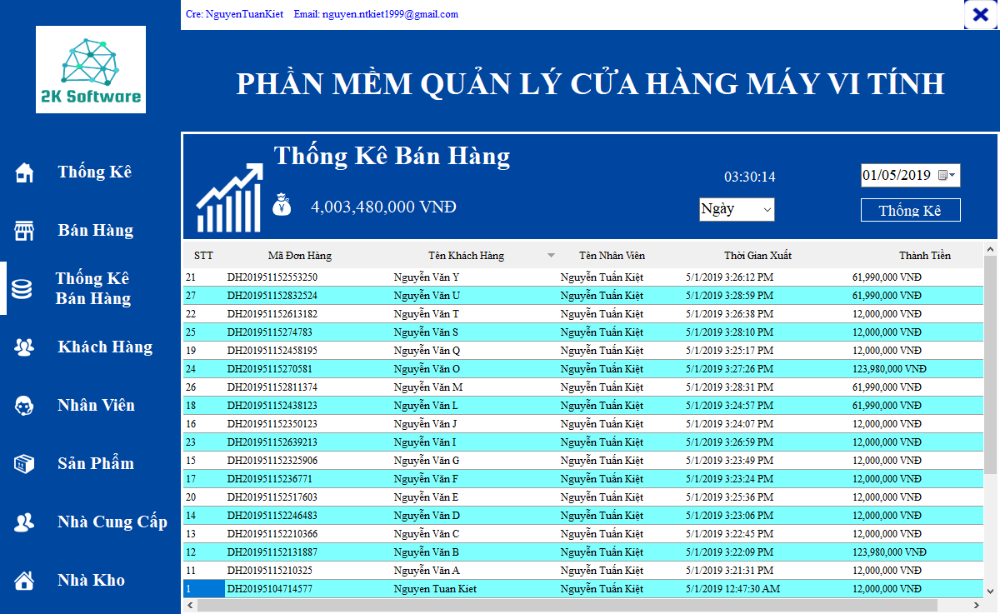 Cre: NguyenTuanKiet Email: nguyen.ntkiet1999@gmail.com
2K Software
PHẦN MỀM QUẢN LÝ CỬA HÀNG MÁY VI TÍNH
Thống Kê
Bán Hàng
Thống Kê
Bán Hàng
Khách Hàng
Nhân Viên
Sản Phẩm
Nhà Cung Cấp
Nhà Kho
Thống Kê Bán Hàng
4,003,480,000 VNĐ
03:30:14
Ngày
01/05/2019
Thống Kê
STT Mã Đơn Hàng Tên Khách Hàng Tên Nhân Viên Thời Gian Xuất Thành Tiền
21 DH201951152553250 Nguyễn Văn Y Nguyễn Tuấn Kiệt 5/1/2019 3:26:12 PM 61,990,000 VNĐ
27 DH201951152832524 Nguyễn Văn U Nguyễn Tuấn Kiệt 5/1/2019 3:28:59 PM 61,990,000 VNĐ
22 DH201951152613182 Nguyễn Văn T Nguyễn Tuấn Kiệt 5/1/2019 3:26:38 PM 12,000,000 VNĐ
25 DH20195115274783 Nguyễn Văn S Nguyễn Tuấn Kiệt 5/1/2019 3:28:10 PM 12,000,000 VNĐ
19 DH201951152458195 Nguyễn Văn Q Nguyễn Tuấn Kiệt 5/1/2019 3:25:17 PM 12,000,000 VNĐ
24 DH20195115270581 Nguyễn Văn O Nguyễn Tuấn Kiệt 5/1/2019 3:27:26 PM 123,980,000 VNĐ
26 DH201951152811374 Nguyễn Văn M Nguyễn Tuấn Kiệt 5/1/2019 3:28:31 PM 61,990,000 VNĐ
18 DH201951152438123 Nguyễn Văn L Nguyễn Tuấn Kiệt 5/1/2019 3:24:57 PM 61,990,000 VNĐ
16 DH201951152350123 Nguyễn Văn J Nguyễn Tuấn Kiệt 5/1/2019 3:24:07 PM 12,000,000 VNĐ
23 DH201951152639213 Nguyễn Văn I Nguyễn Tuấn Kiệt 5/1/2019 3:26:59 PM 12,000,000 VNĐ
15 DH201951152325906 Nguyễn Văn G Nguyễn Tuấn Kiệt 5/1/2019 3:23:49 PM 12,000,000 VNĐ
17 DH20195115236771 Nguyễn Văn F Nguyễn Tuấn Kiệt 5/1/2019 3:23:24 PM 12,000,000 VNĐ
20 DH201951152517603 Nguyễn Văn E Nguyễn Tuấn Kiệt 5/1/2019 3:25:36 PM 12,000,000 VNĐ
14 DH201951152246483 Nguyễn Văn D Nguyễn Tuấn Kiệt 5/1/2019 3:23:06 PM 12,000,000 VNĐ
13 DH201951152210366 Nguyễn Văn C Nguyễn Tuấn Kiệt 5/1/2019 3:22:45 PM 12,000,000 VNĐ
12 DH201951152131887 Nguyễn Văn B Nguyễn Tuấn Kiệt 5/1/2019 3:22:09 PM 123,980,000 VNĐ
11 DH20195115210325 Nguyễn Văn A Nguyễn Tuấn Kiệt 5/1/2019 3:21:31 PM 12,000,000 VNĐ
1 DH20195104714577 Nguyen Tuan Kiet Nguyễn Tuấn Kiệt 5/1/2019 12:47:30 AM 12,000,000 VNĐ